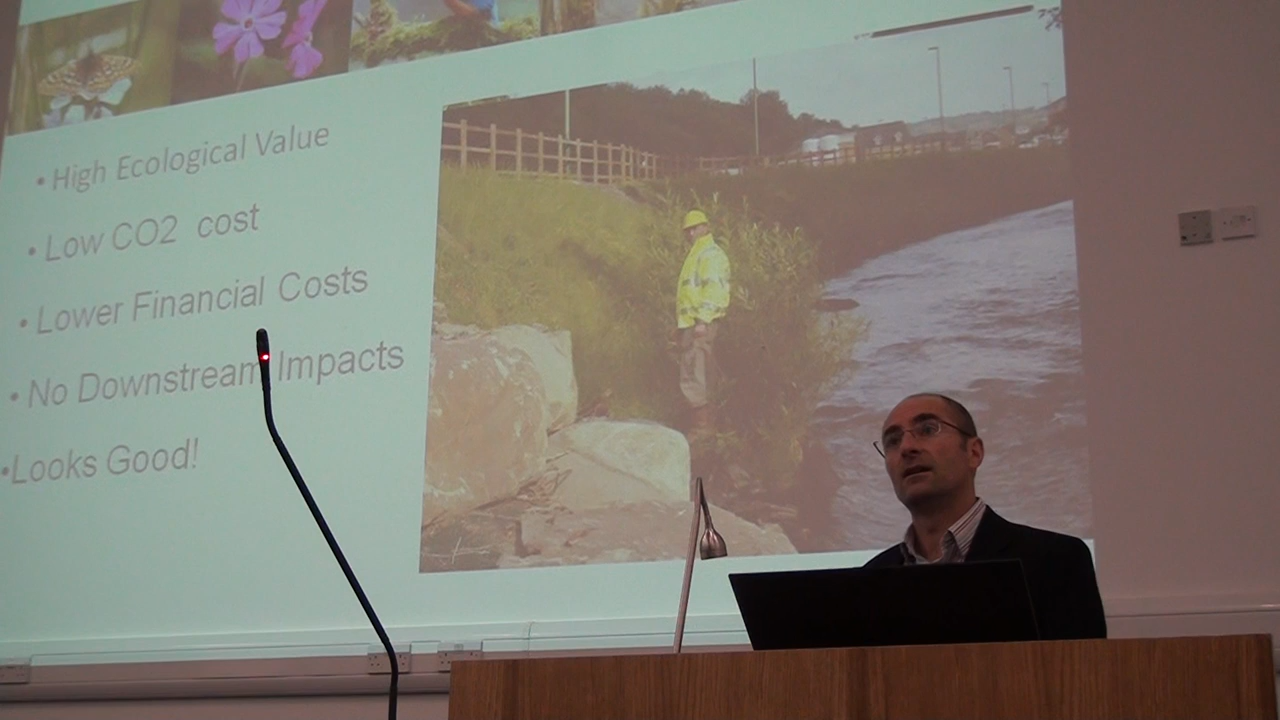 • High Ecological Value
• Low CO2 cost
• Lower Financial Costs
• No Downstream Impacts
•Looks Good!